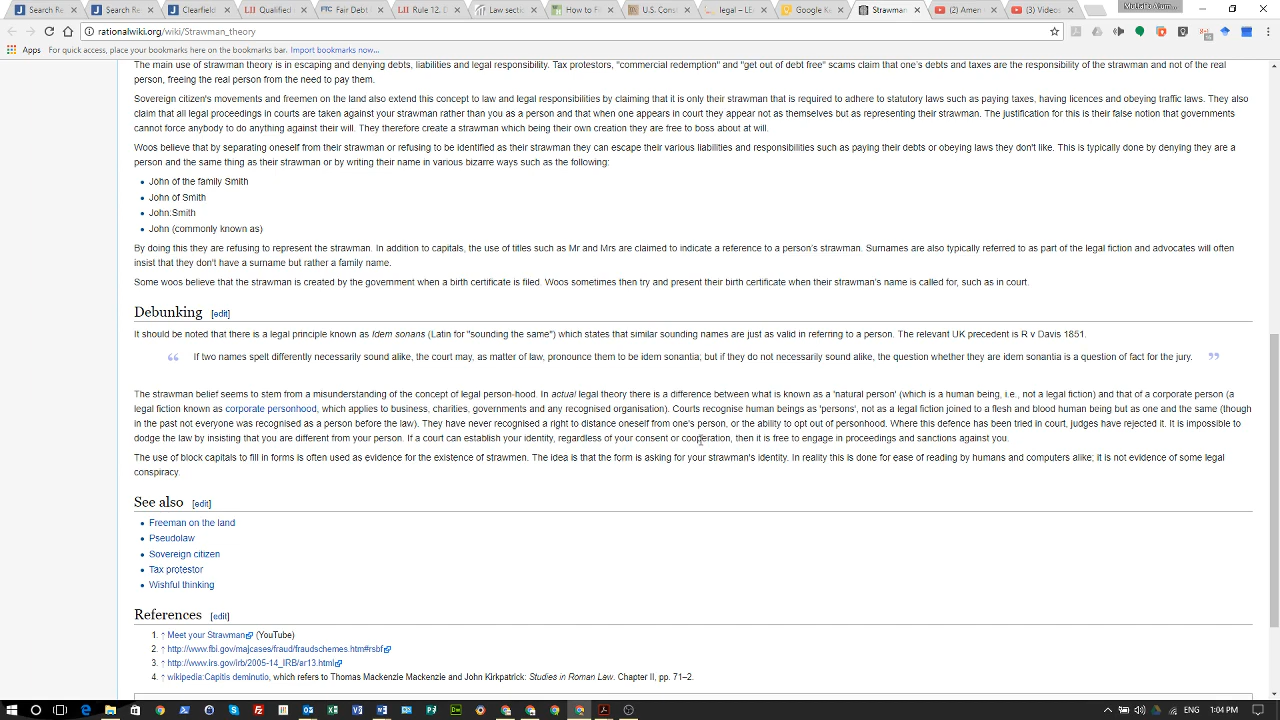 Search Re
Search Re
Clearfield
LII Qualified
FTC Fair Debt
LII Rule 12. D
Law secti
How to F
U.S. Const
legal – LE
Google R
Strawman
(2) Amen
(3) Videos
rationalwiki.org/wiki/Strawman_theory
Apps For quick access, place your bookmarks here on the bookmarks bar. Import bookmarks now...
The main use of strawman theory is in escaping and denying debts, liabilities and legal responsibility. Tax protestors, "commercial redemption" and "get out of debt free" scams claim that one's debts and taxes are the responsibility of the strawman and not of the real
person, freeing the real person from the need to pay them.
Sovereign citizen's movements and freemen on the land also extend this concept to law and legal responsibilities by claiming that it is only their strawman that is required to adhere to statutory laws such as paying taxes, having licences and obeying traffic laws. They also
claim that all legal proceedings in courts are taken against your strawman rather than you as a person and that when one appears in court they appear not as themselves but as representing their strawman. The justification for this is their false notion that governments
cannot force anybody to do anything against their will. They therefore create a strawman which being their own creation they are free to boss about at will.
Woos believe that by separating oneself from their strawman or refusing to be identified as their strawman they can escape their various liabilities and responsibilities such as paying their debts or obeying laws they don't like. This is typically done by denying they are a
person and the same thing as their strawman or by writing their name in various bizarre ways such as the following:
John of the family Smith
John of Smith
John:Smith
John (commonly known as)
By doing this they are refusing to represent the strawman. In addition to capitals, the use of titles such as Mr and Mrs are claimed to indicate a reference to a person's strawman. Surnames are also typically referred to as part of the legal fiction and advocates will often
insist that they don't have a surname but rather a family name.
Some woos believe that the strawman is created by the government when a birth certificate is filed. Woos sometimes then try and present their birth certificate when their strawman's name is called for, such as in court.
Debunking [edit]
It should be noted that there is a legal principle known as Idem sonans (Latin for "sounding the same") which states that similar sounding names are just as valid in referring to a person. The relevant UK precedent is R v Davis 1851.
“ If two names spelt differently necessarily sound alike, the court may, as matter of law, pronounce them to be idem sonantia; but if they do not necessarily sound alike, the question whether they are idem sonantia is a question of fact for the jury. ”
The strawman belief seems to stem from a misunderstanding of the concept of legal person-hood. In actual legal theory there is a difference between what is known as a 'natural person' (which is a human being, i.e., not a legal fiction) and that of a corporate person (a
legal fiction known as corporate personhood, which applies to business, charities, governments and any recognised organisation). Courts recognise human beings as 'persons', not as a legal fiction joined to a flesh and blood human being but as one and the same (though
in the past not everyone was recognised as a person before the law). They have never recognised a right to distance oneself from one's person, or the ability to opt out of personhood. Where this defence has been tried in court, judges have rejected it. It is impossible to
dodge the law by insisting that you are different from your person. If a court can establish your identity, regardless of your consent or cooperation, then it is free to engage in proceedings and sanctions against you.
The use of block capitals to fill in forms is often used as evidence for the existence of strawmen. The idea is that the form is asking for your strawman's identity. In reality this is done for ease of reading by humans and computers alike; it is not evidence of some legal
conspiracy.
See also [edit]
Freeman on the land
Pseudolaw
Sovereign citizen
Tax protestor
Wishful thinking
References [edit]
1. ↑ Meet your Strawman (YouTube)
2. ↑ http://www.fbi.gov/majcases/fraud/fraudschemes.htm#rsbf
3. ↑ http://www.irs.gov/irb/2005-14_IRB/ar13.html
4. ↑ wikipedia:Capitis deminutio, which refers to Thomas Mackenzie Mackenzie and John Kirkpatrick: Studies in Roman Law. Chapter II, pp. 71–2.
1:04 PM